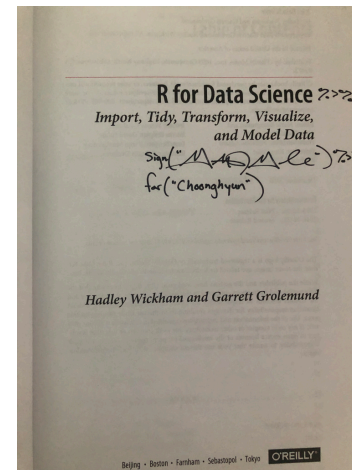 R for Data Science %>%
Import, Tidy, Transform, Visualize,
and Model Data
sign(" ") %>
for("Choonghyun")
Hadley Wickham and Garrett Grolemund
Beijing • Boston • Farnham • Sebastopol • Tokyo O'REILLY®